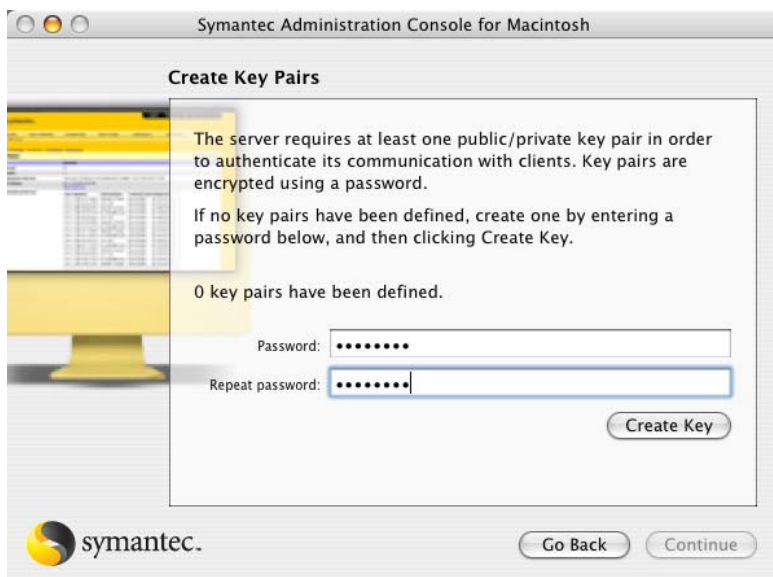 Symantec Administration Console for Macintosh
Create Key Pairs
The server requires at least one public/private key pair in order
to authenticate its communication with clients. Key pairs are
encrypted using a password.
If no key pairs have been defined, create one by entering a
password below, and then clicking Create Key.
0 key pairs have been defined.
Password: ••••••••
Repeat password: ••••••••
Create Key
symantec.
Go Back
Continue